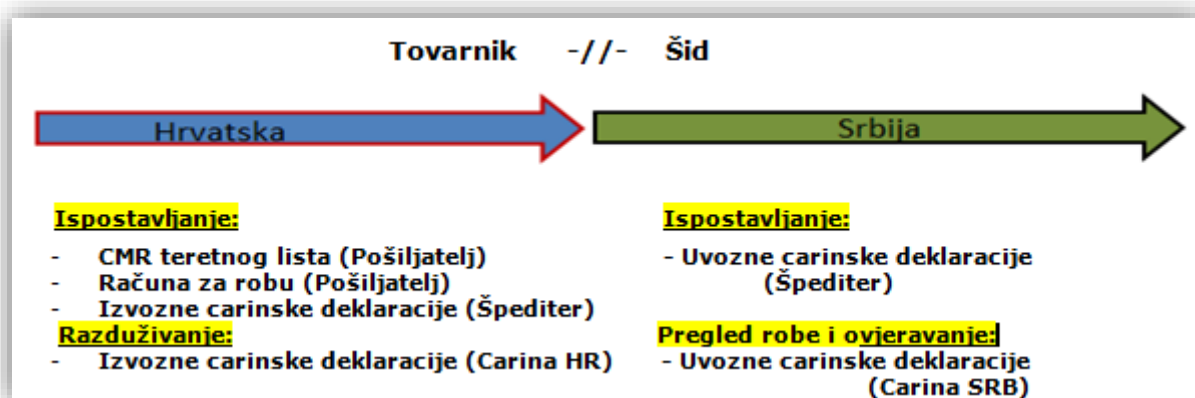 Tovarnik -//- Šid
Hrvatska
Srbija
Ispostavljanje:
- CMR teretnog lista (Pošiljatelj)
- Računa za robu (Pošiljatelj)
- Izvozne carinske deklaracije (Špediter)
Razduživanje:
- Izvozne carinske deklaracije (Carina HR)
Ispostavljanje:
- Uvozne carinske deklaracije
(Špediter)
Pregled robe i ovjeravanje:
- Uvozne carinske deklaracije
(Carina SRB)